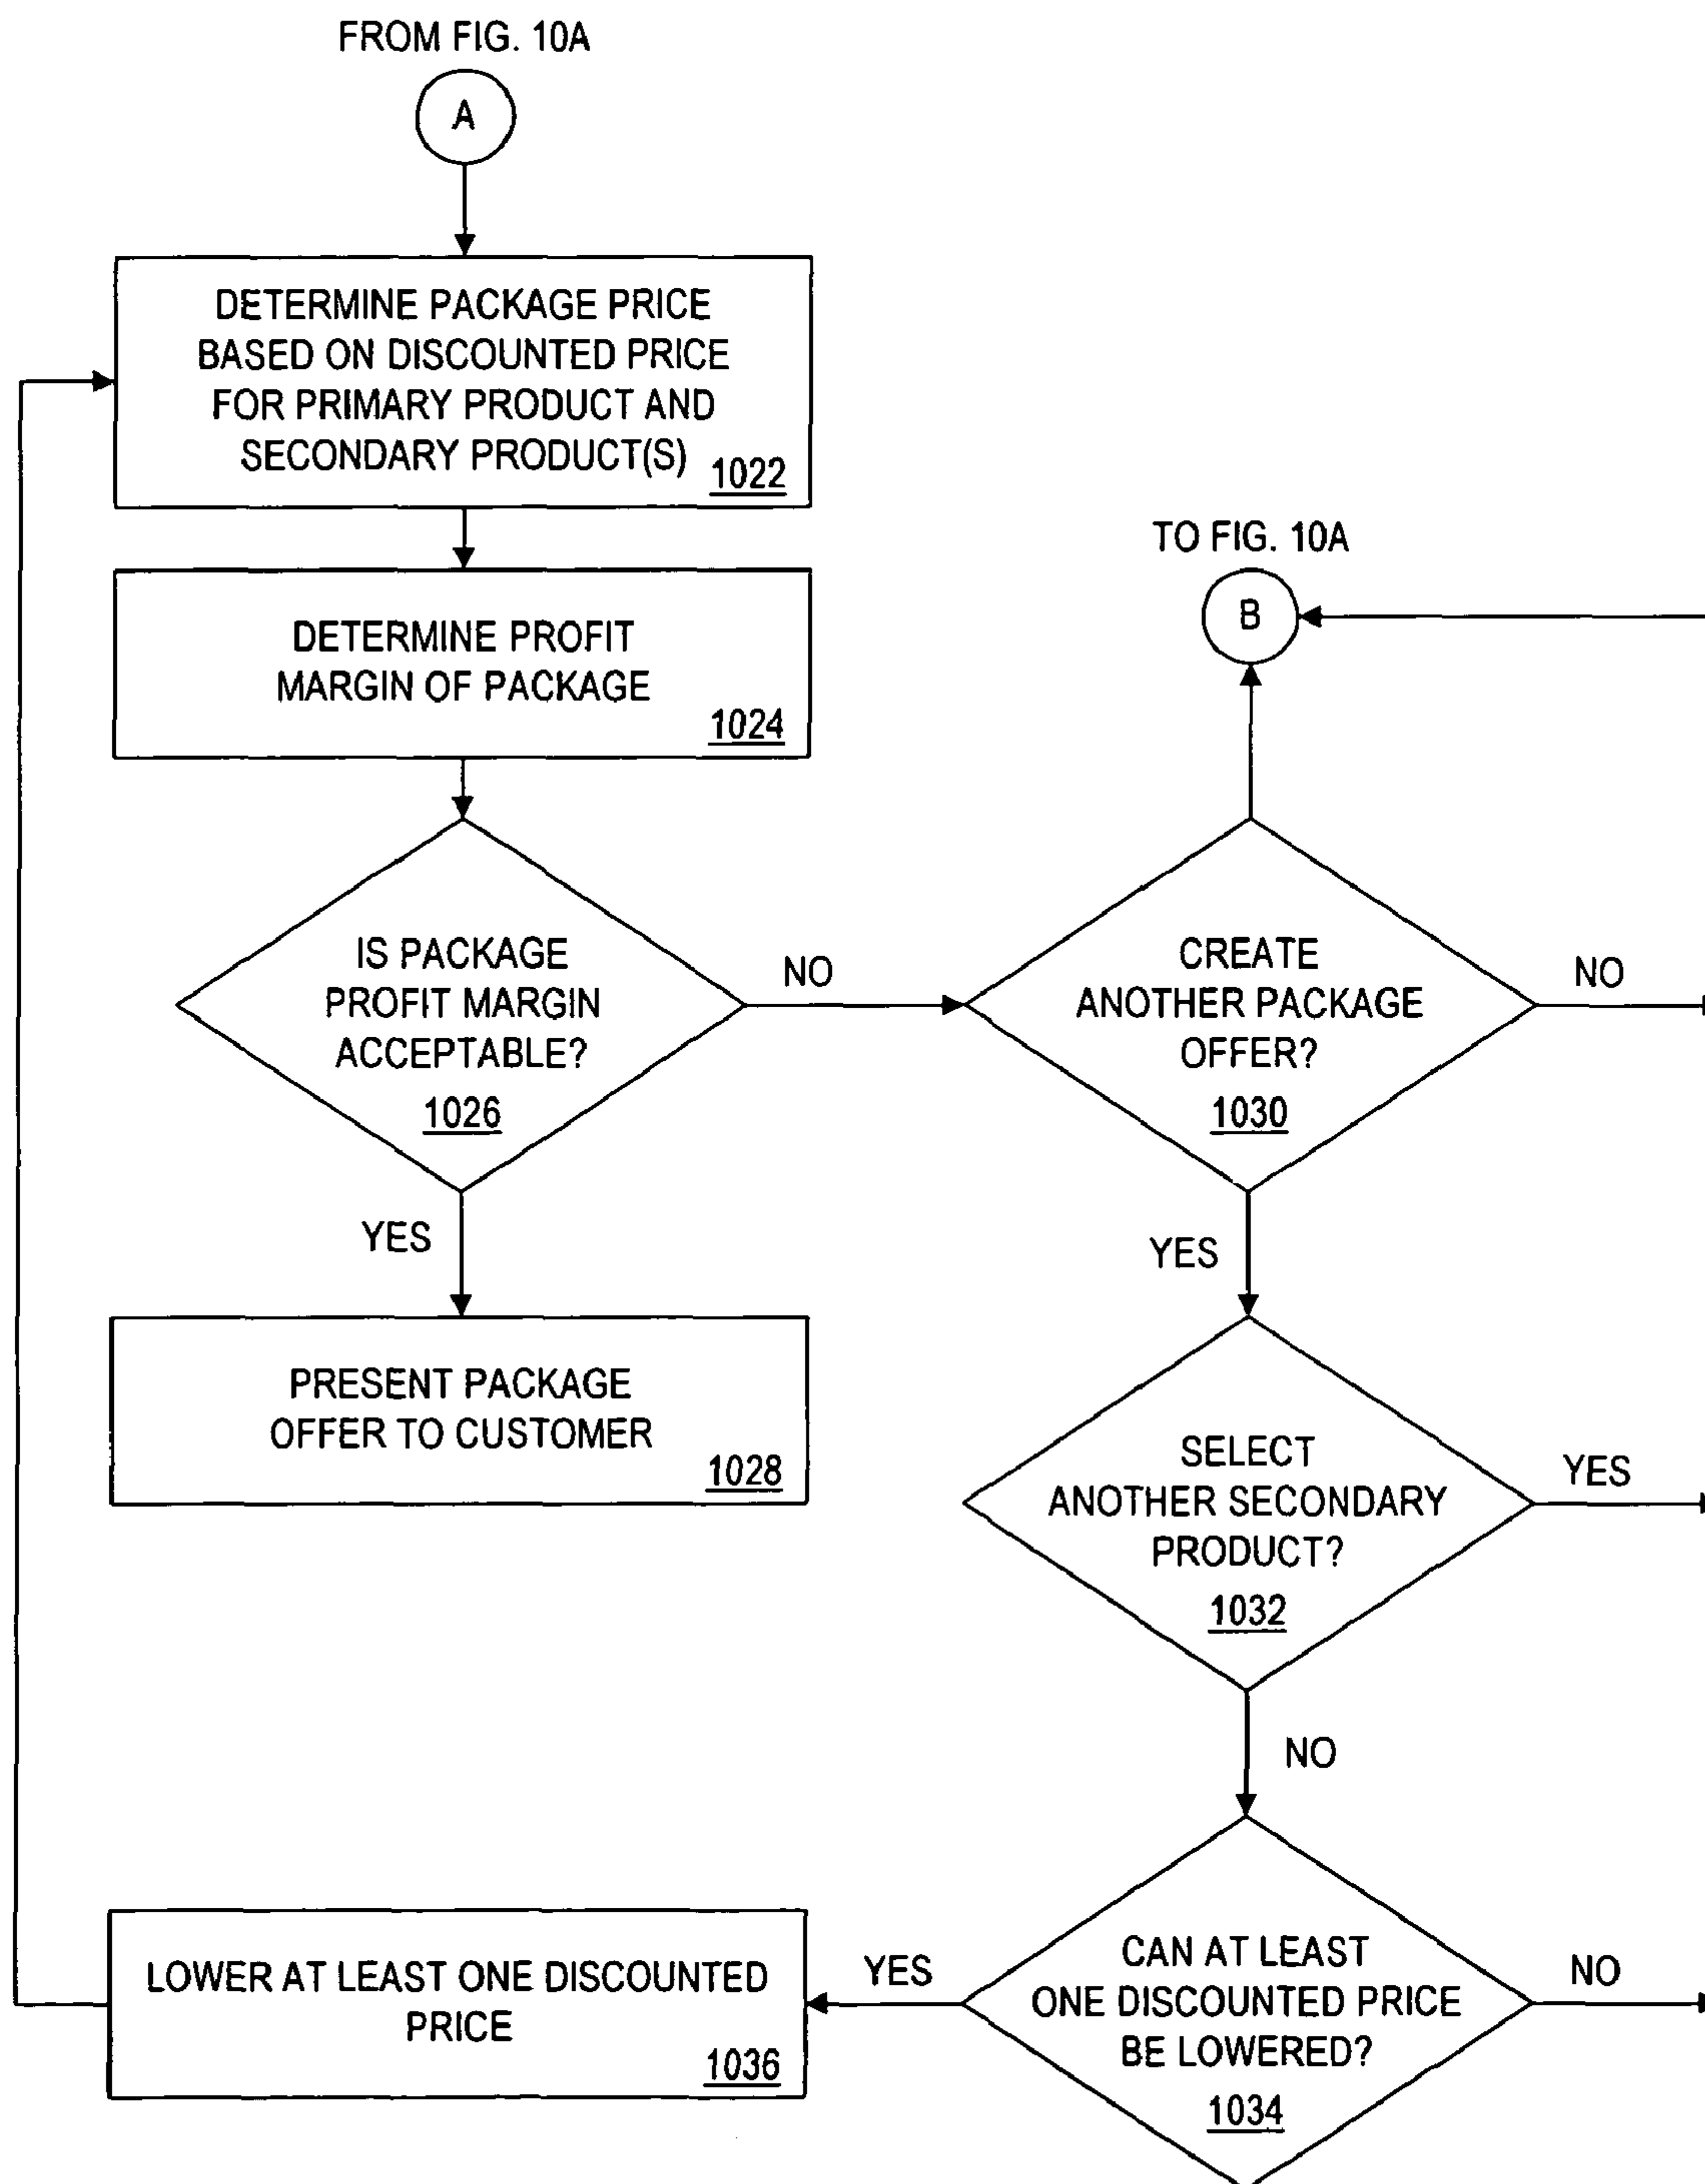 FROM FIG. 10A
A
DETERMINE PACKAGE PRICE
BASED ON DISCOUNTED PRICE
FOR PRIMARY PRODUCT AND
SECONDARY PRODUCT(S)
1022
DETERMINE PROFIT
MARGIN OF PACKAGE
1024
TO FIG. 10A
B
IS PACKAGE
PROFIT MARGIN
ACCEPTABLE?
1026
NO
CREATE
ANOTHER PACKAGE
OFFER?
1030
NO
YES
YES
PRESENT PACKAGE
OFFER TO CUSTOMER
1028
SELECT
ANOTHER SECONDARY
PRODUCT?
1032
YES
NO
LOWER AT LEAST ONE DISCOUNTED
PRICE
1036
YES
CAN AT LEAST
ONE DISCOUNTED PRICE
BE LOWERED?
1034
NO